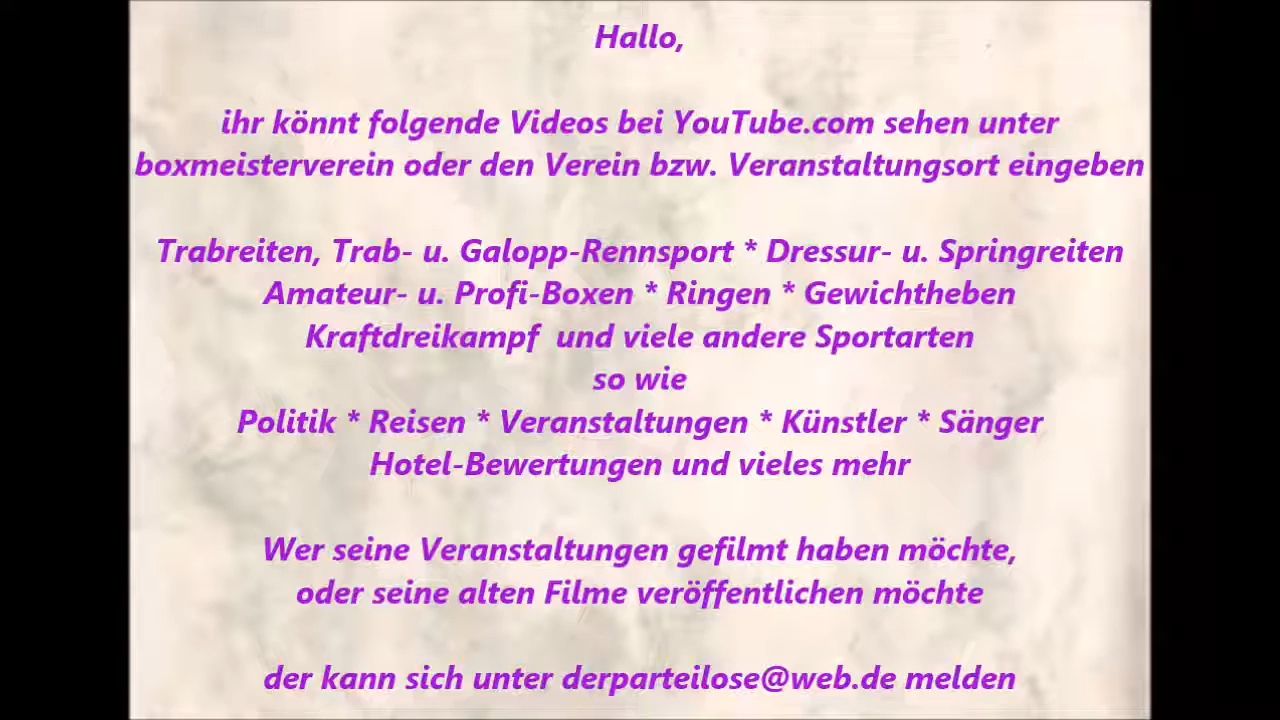 Hallo,
ihr könnt folgende Videos bei YouTube.com sehen unter
boxmeisterverein oder den Verein bzw. Veranstaltungsort eingeben
Trabreiten, Trab- u. Galopp-Rennsport * Dressur- u. Springreiten
Amateur- u. Profi-Boxen * Ringen * Gewichtheben
Kraftdreikampf und viele andere Sportarten
so wie
Politik * Reisen * Veranstaltungen * Künstler * Sänger
Hotel-Bewertungen und vieles mehr
Wer seine Veranstaltungen gefilmt haben möchte,
oder seine alten Filme veröffentlichen möchte
der kann sich unter derparteilose@web.de melden